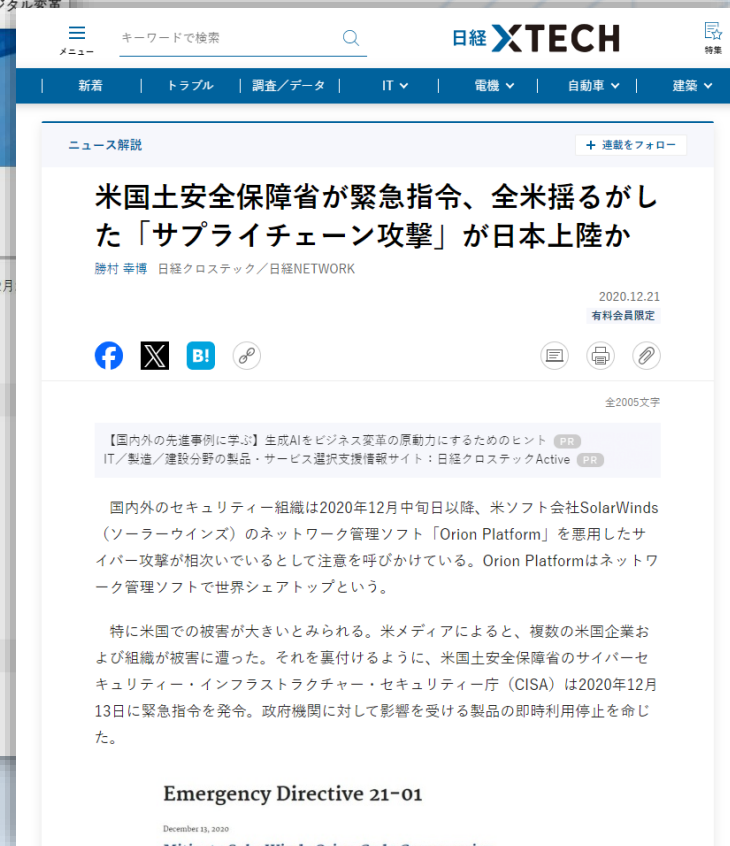 ジタル変革
メニュー
キーワードで検索
日経 XTECH
特集
新着
トラブル
調査／データ
IT
電機
自動車
建築
ニュース解説
+ 連載をフォロー
米国土安全保障省が緊急指令、全米揺るがし
た「サプライチェーン攻撃」が日本上陸か
勝村 幸博 日経クロステック／日経NETWORK
2020.12.21
有料会員限定
B!
全2005文字
【国内外の先進事例に学ぶ】生成AIをビジネス変革の原動力にするためのヒント PR
IT／製造／建設分野の製品・サービス選択支援情報サイト：日経クロステックActive PR
国内外のセキュリティー組織は2020年12月中旬日以降、米ソフト会社SolarWinds
（ソーラーウインズ）のネットワーク管理ソフト「Orion Platform」を悪用したサ
イバー攻撃が相次いでいるとして注意を呼びかけている。Orion Platformはネットワ
ーク管理ソフトで世界シェアトップという。
特に米国での被害が大きいとみられる。米メディアによると、複数の米国企業お
よび組織が被害に遭った。それを裏付けるように、米国土安全保障省のサイバーセ
キュリティー・インフラストラクチャー・セキュリティー庁（CISA）は2020年12月
13日に緊急指令を発令。政府機関に対して影響を受ける製品の即時利用停止を命じ
た。
Emergency Directive 21-01
December 13, 2020